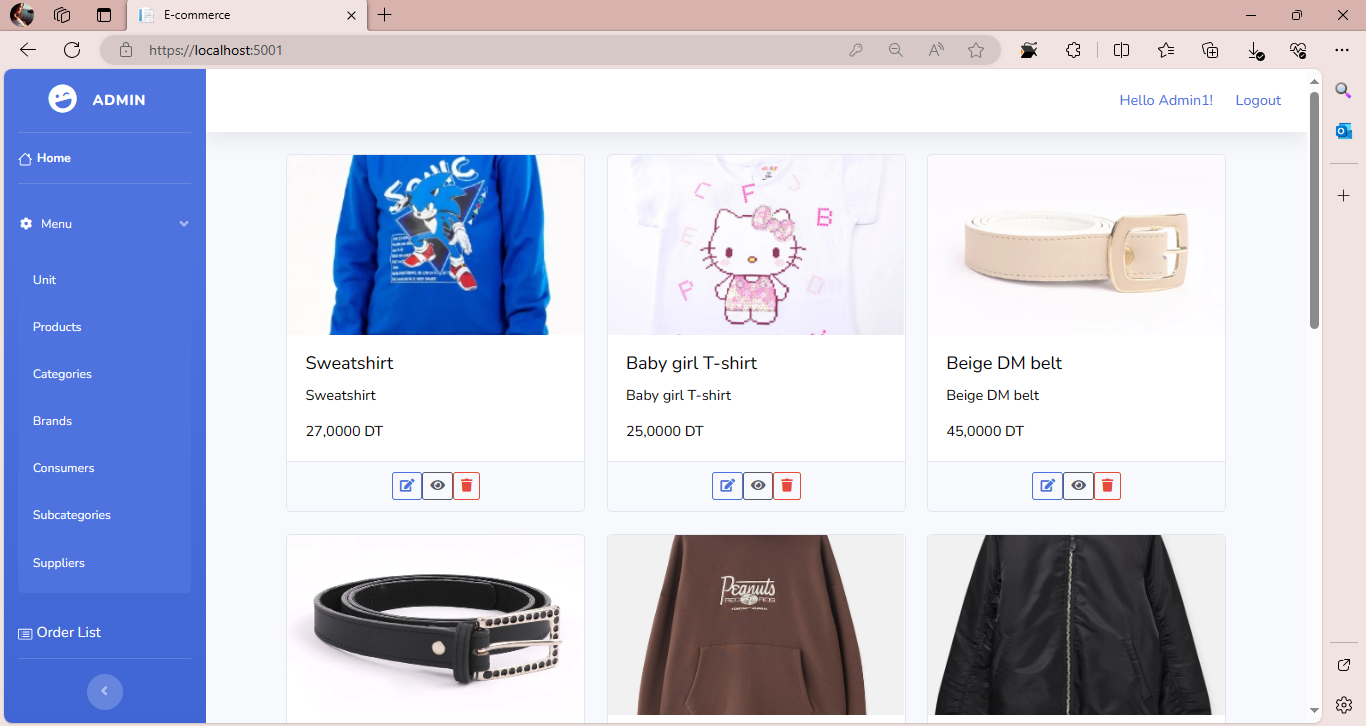 E-commerce
https://localhost:5001
ADMIN
Hello Admin1!
Logout
Home
Menu
Unit
Products
Categories
Brands
Consumers
Subcategories
Suppliers
Order List
SONIC
C F J
B
E
P D
Sweatshirt
Sweatshirt
27,0000 DT
Baby girl T-shirt
Baby girl T-shirt
25,0000 DT
Beige DM belt
Beige DM belt
45,0000 DT
Peanuts